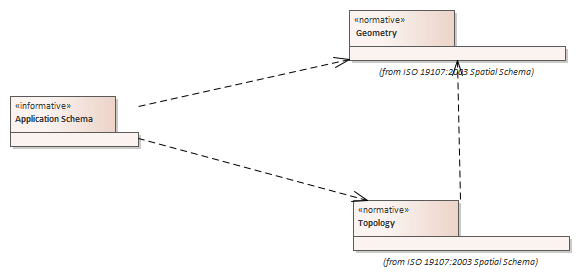 «normative»
Geometry
(from ISO 19107:2003 Spatial Schema)
«informative»
Application Schema
«normative»
Topology
(from ISO 19107:2003 Spatial Schema)